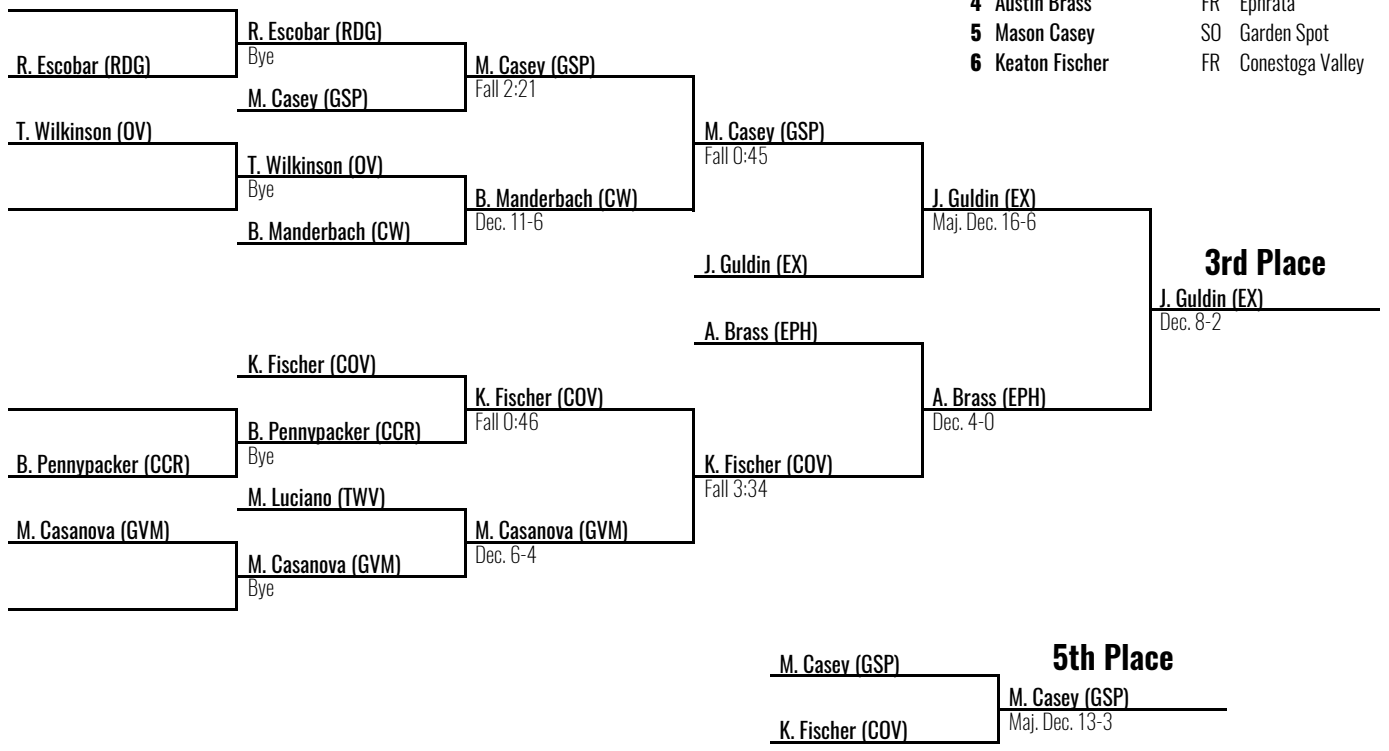 4 Austin Brass FR Ephrata
5 Mason Casey SO Garden Spot
6 Keaton Fischer FR Conestoga Valley
R. Escobar (RDG)
Bye
R. Escobar (RDG)
M. Casey (GSP)
Fall 2:21
M. Casey (GSP)
T. Wilkinson (OV)
M. Casey (GSP)
Fall 0:45
T. Wilkinson (OV)
Bye
B. Manderbach (CW)
Dec. 11-6
J. Guldin (EX)
Maj. Dec. 16-6
B. Manderbach (CW)
J. Guldin (EX)
3rd Place
J. Guldin (EX)
Dec. 8-2
A. Brass (EPH)
K. Fischer (COV)
K. Fischer (COV)
Fall 0:46
A. Brass (EPH)
Dec. 4-0
B. Pennypacker (CCR)
Bye
B. Pennypacker (CCR)
K. Fischer (COV)
Fall 3:34
M. Luciano (TWV)
M. Casanova (GVM)
M. Casanova (GVM)
Dec. 6-4
M. Casanova (GVM)
Bye
5th Place
M. Casey (GSP)
M. Casey (GSP)
Maj. Dec. 13-3
K. Fischer (COV)